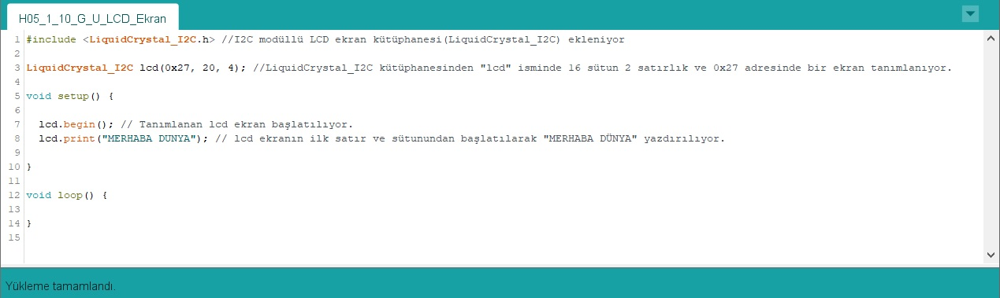 H05_1_10_G_U_LCD_Ekran
1 #include <LiquidCrystal_I2C.h> //I2C modüllü LCD ekran kütüphanesi(LiquidCrystal_I2C) ekleniyor
2
3 LiquidCrystal_I2C lcd(0x27, 20, 4); //LiquidCrystal_I2C kütüphanesinden "lcd" isminde 16 sütun 2 satırlık ve 0x27 adresinde bir ekran tanımlanıyor.
4
5 void setup() {
6
7   lcd.begin(); // Tanımlanan lcd ekran başlatılıyor.
8   lcd.print("MERHABA DUNYA"); // lcd ekranın ilk satır ve sütunundan başlatılarak "MERHABA DÜNYA" yazdırılıyor.
9
10 }
11
12 void loop() {
13
14 }
15
Yükleme tamamlandı.